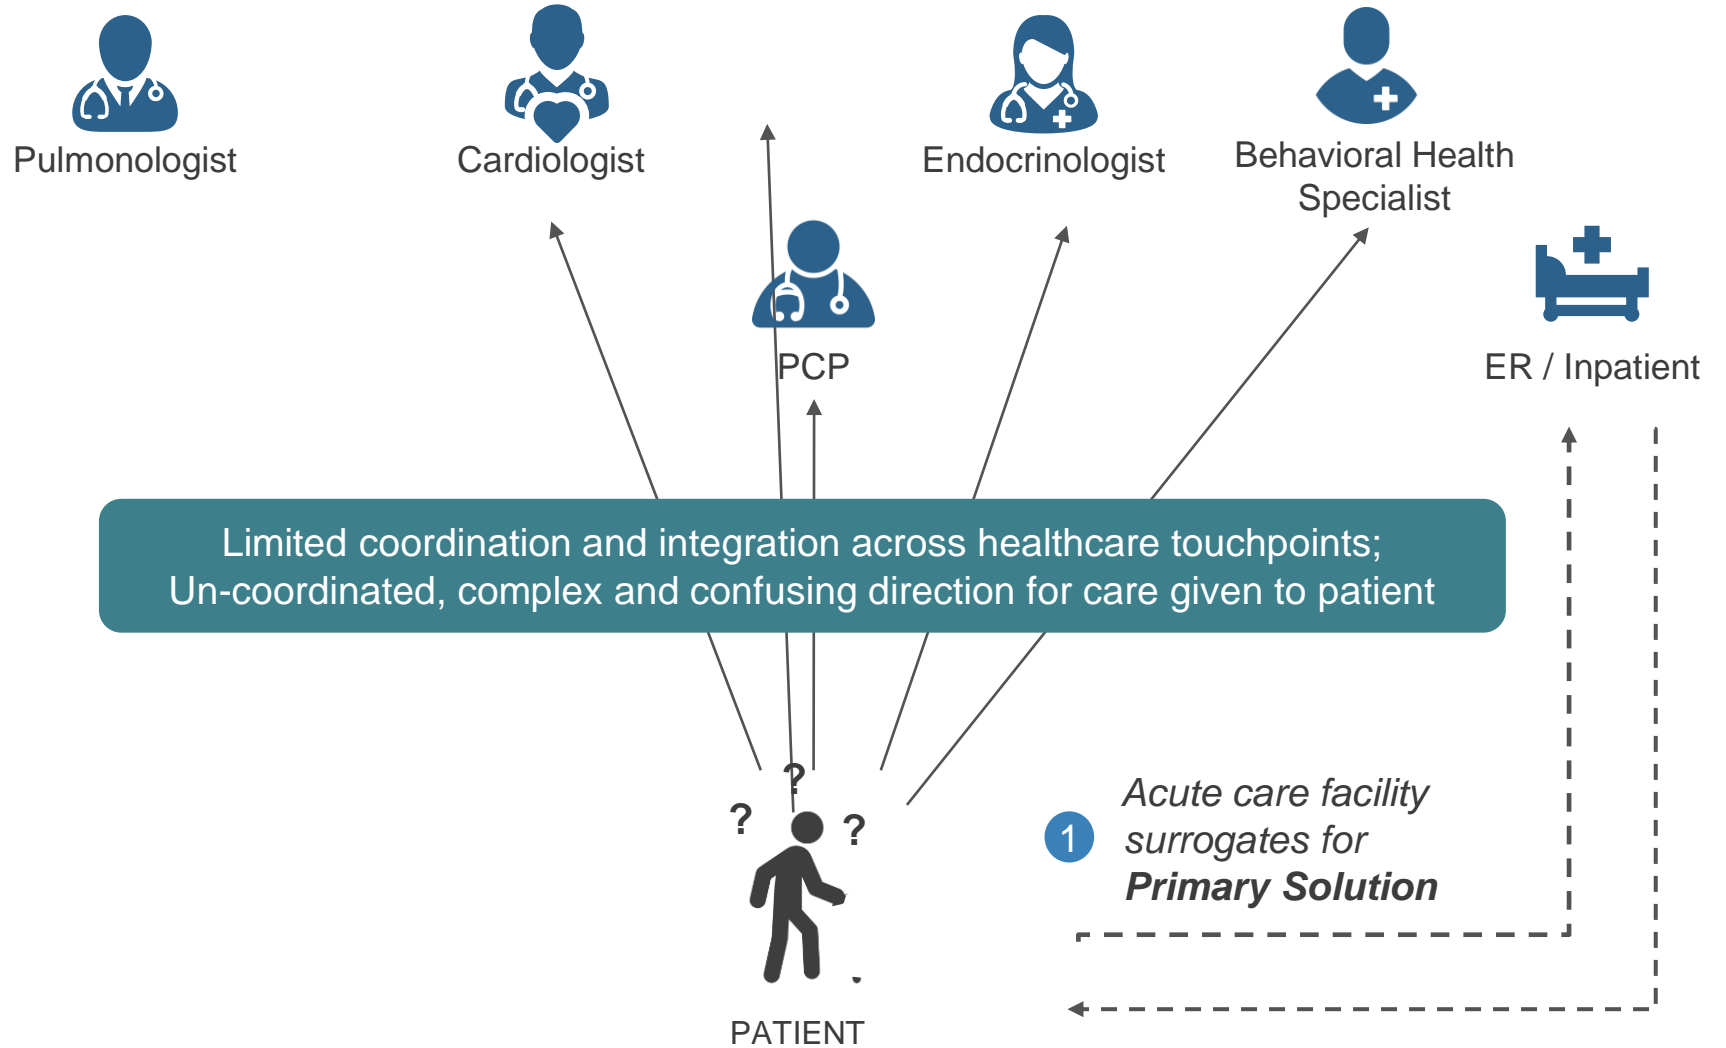 Pulmonologist
Cardiologist
Endocrinologist
Behavioral Health
Specialist
PCP
ER / Inpatient
Limited coordination and integration across healthcare touchpoints;
Un-coordinated, complex and confusing direction for care given to patient
?
?
?
1
Acute care facility
surrogates for
Primary Solution
PATIENT